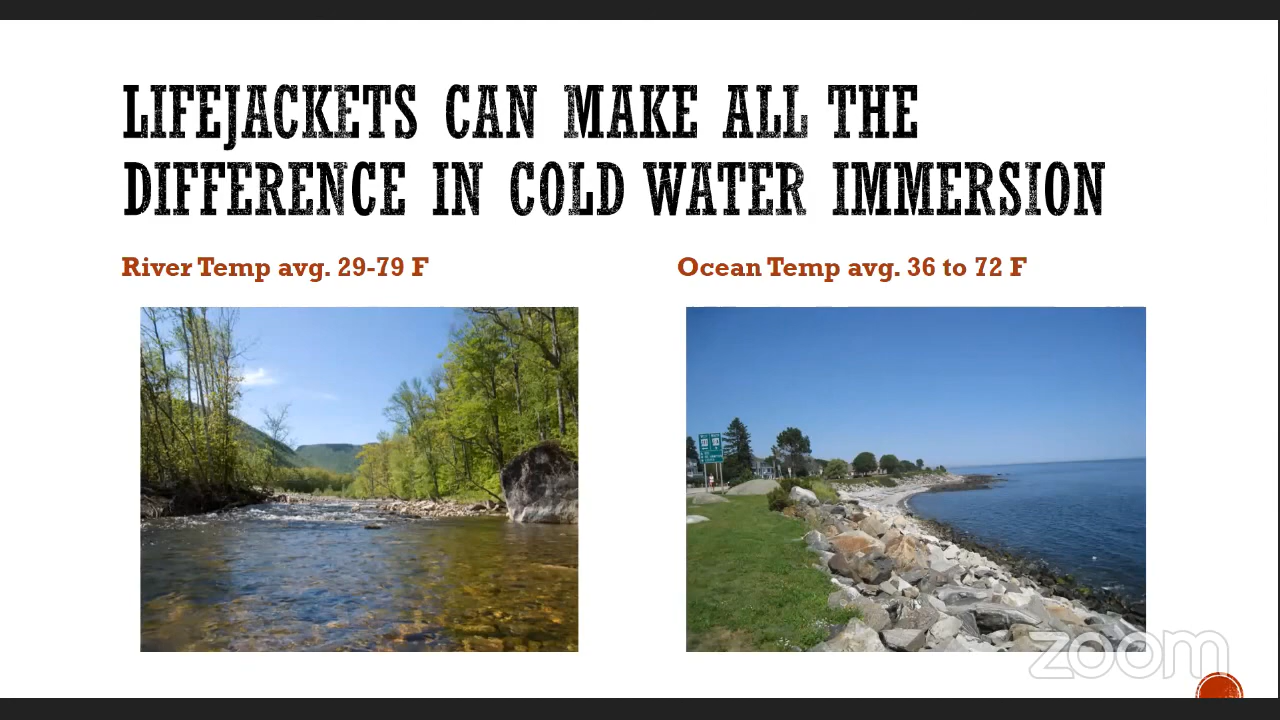 LIFEJACKETS CAN MAKE ALL THE
DIFFERENCE IN COLD WATER IMMERSION
River Temp avg. 29-79 F
Ocean Temp avg. 36 to 72 F
zoom